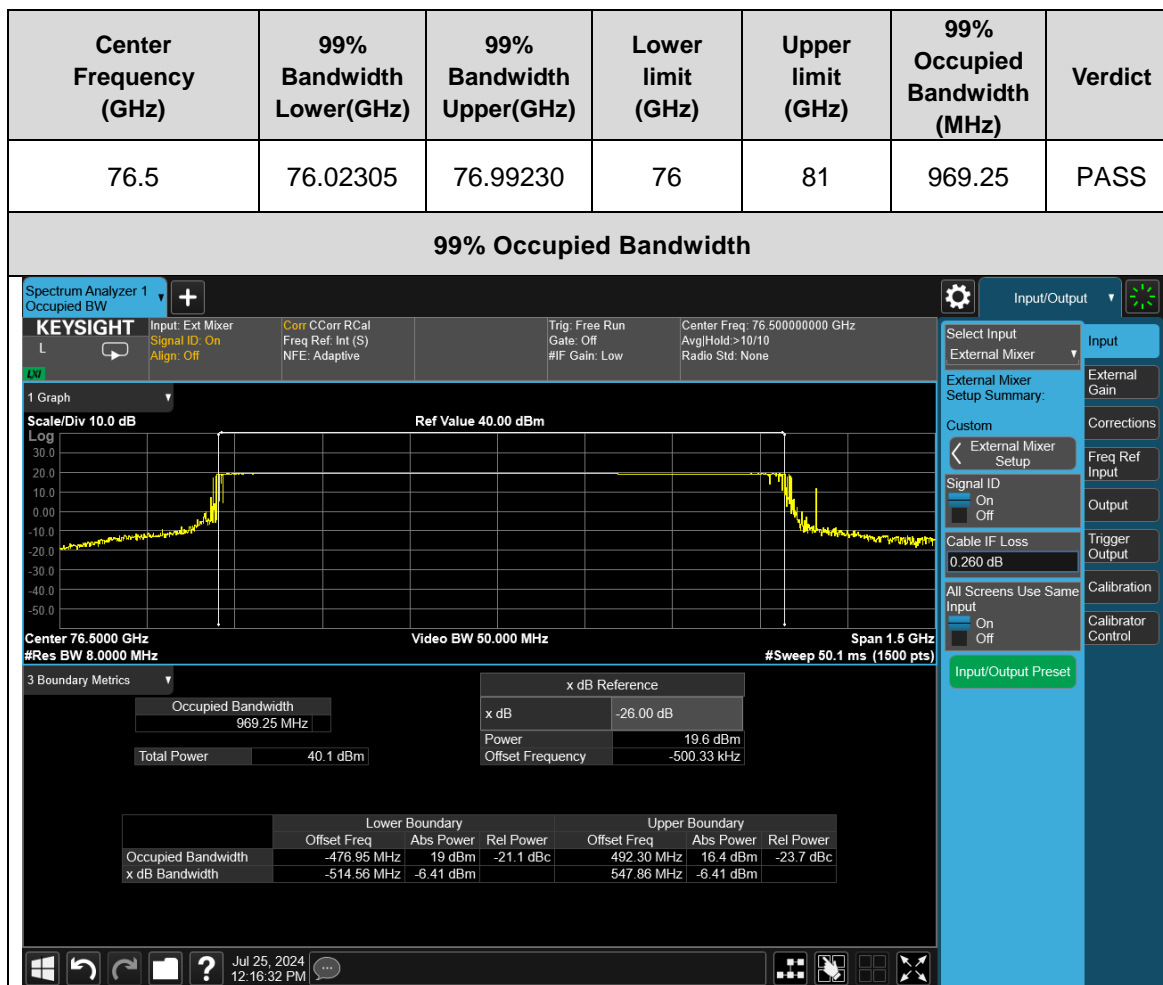 Center Frequency (GHz) 99% Bandwidth Lower(GHz) 99% Bandwidth Upper(GHz) Lower limit (GHz) Upper limit (GHz) 99% Occupied Bandwidth (MHz) Verdict
76.5 76.02305 76.99230 76 81 969.25 PASS
99% Occupied Bandwidth
Spectrum Analyzer 1
Occupied BW
Input/Output
KEYSIGHT
L
LXI
Input: Ext Mixer
Signal ID: On
Align: Off
Corr CCorr RCal
Freq Ref: Int (S)
NFE: Adaptive
Trig: Free Run
Gate: Off
#IF Gain: Low
Center Freq: 76.500000000 GHz
Avg|Hold:>10/10
Radio Std: None
1 Graph
Scale/Div 10.0 dB Ref Value 40.00 dBm
Log
30.0
20.0
10.0
0.00
-10.0
-20.0
-30.0
-40.0
-50.0
Center 76.5000 GHz Video BW 50.000 MHz Span 1.5 GHz
#Res BW 8.0000 MHz #Sweep 50.1 ms (1500 pts)
3 Boundary Metrics
Occupied Bandwidth
969.25 MHz
Total Power 40.1 dBm
x dB Reference
x dB -26.00 dB
Power 19.6 dBm
Offset Frequency -500.33 kHz
Lower Boundary Upper Boundary
Offset Freq Abs Power Rel Power Offset Freq Abs Power Rel Power
Occupied Bandwidth -476.95 MHz 19 dBm -21.1 dBc 492.30 MHz 16.4 dBm -23.7 dBc
x dB Bandwidth -514.56 MHz -6.41 dBm 547.86 MHz -6.41 dBm
Select Input
External Mixer
External Mixer
Setup Summary:
Custom
External Mixer
Setup
Signal ID
On
Off
Cable IF Loss
0.260 dB
All Screens Use Same
Input
On
Off
Input/Output Preset
Input
External
Gain
Corrections
Freq Ref
Input
Output
Trigger
Output
Calibration
Calibrator
Control
?
Jul 25, 2024
12:16:32 PM